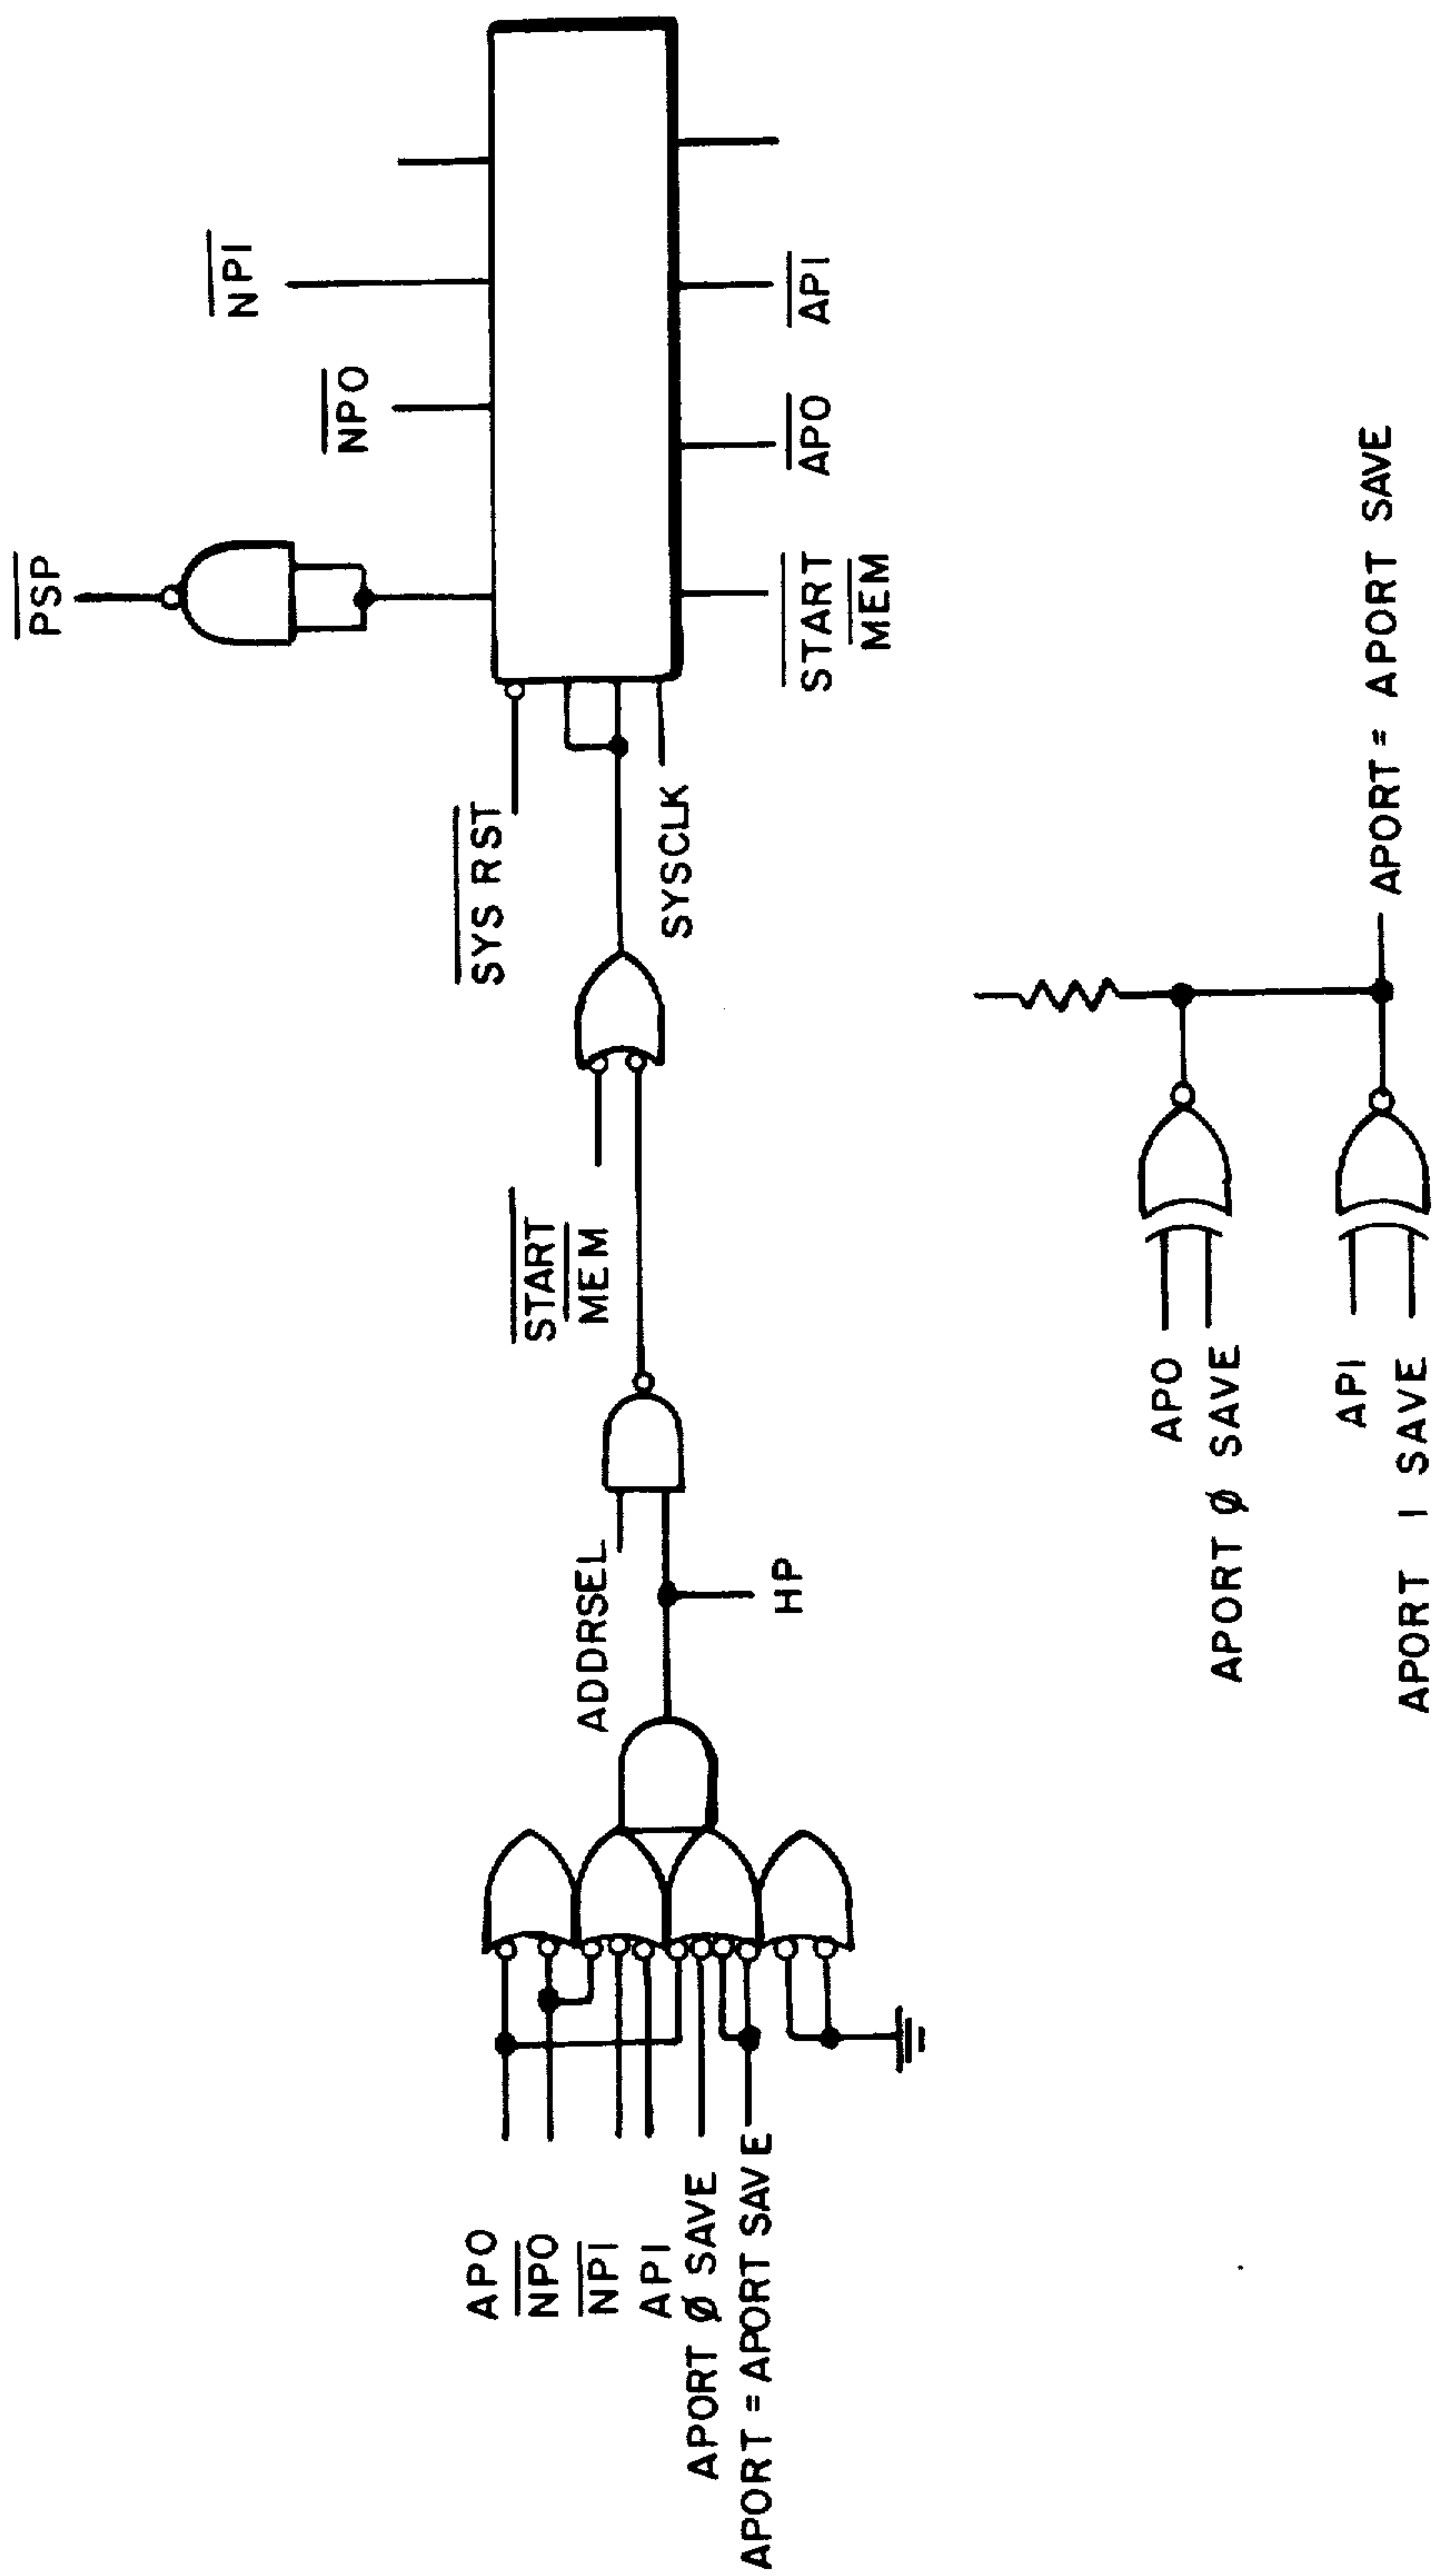 PSP
NPI
NPO
SYS RST
SYSCLK
START
MEM
APO
API
START
MEM
ADDRSEL
HP
APO
NPO
NPI
API
APORT Ø SAVE
APORT = APORT SAVE
APO
APORT Ø SAVE
API
APORT 1 SAVE
APORT = APORT SAVE